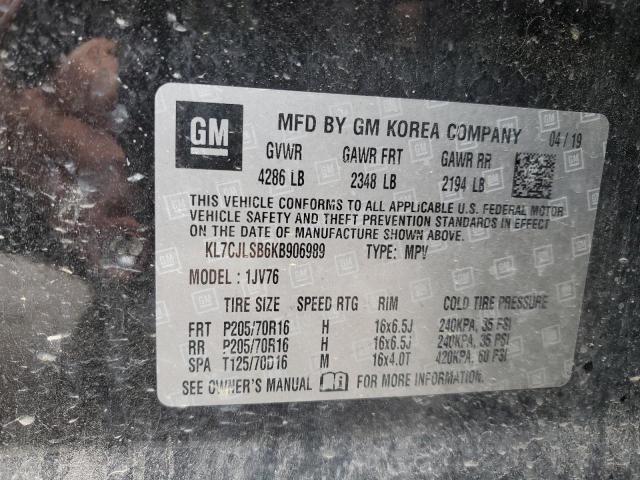 GM MFD BY GM KOREA COMPANY 04 / 19
GVWR GAWR FRT GAWR RR
4286 LB 2348 LB 2194 LB
THIS VEHICLE CONFORMS TO ALL APPLICABLE U.S. FEDERAL MOTOR
VEHICLE SAFETY AND THEFT PREVENTION STANDARDS IN EFFECT
ON THE DATE OF MANUFACTURE SHOWN ABOVE.
KL7CJLSB6KB906989 TYPE: MPV
MODEL : 1JV76
TIRE SIZE SPEED RTG RIM COLD TIRE PRESSURE
FRT P205/70R16 H 16x6.5J 240KPA, 35 PSI
RR P205/70R16 H 16x6.5J 240KPA, 35 PSI
SPA T125/70D16 M 16x4.0T 420KPA, 60 PSI
SEE OWNER'S MANUAL FOR MORE INFORMATION.